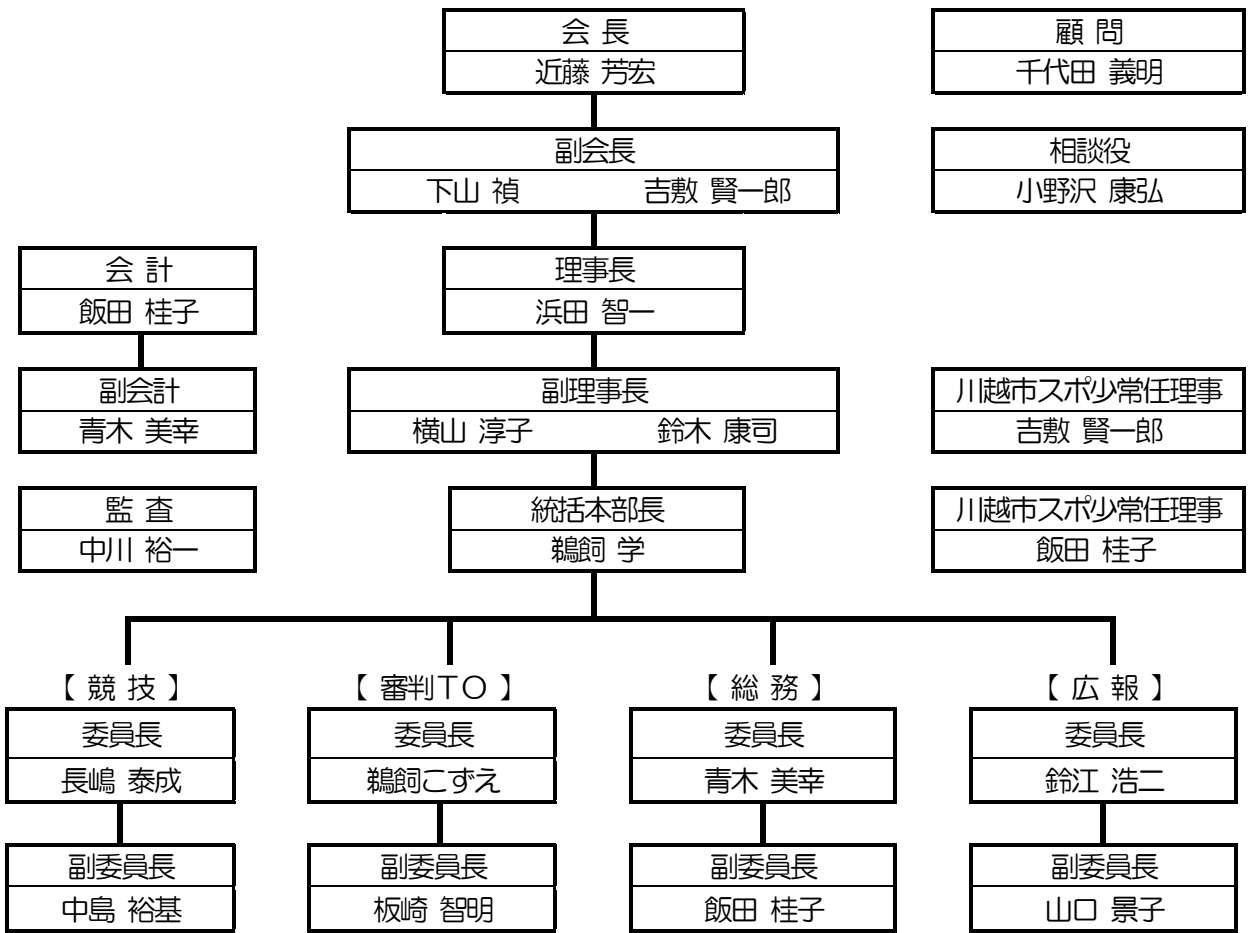 会 長
近藤 芳宏
顧 問
千代田 義明
副会長
下山 禎 吉敷 賢一郎
相談役
小野沢 康弘
会 計
飯田 桂子
理事長
浜田 智一
副会計
青木 美幸
副理事長
横山 淳子 鈴木 康司
川越市スポ少常任理事
吉敷 賢一郎
監 査
中川 裕一
統括本部長
鵜飼 学
川越市スポ少常任理事
飯田 桂子
【 競 技 】
委員長
長嶋 泰成
副委員長
中島 裕基
【 審判TO 】
委員長
鵜飼こずえ
副委員長
板崎 智明
【 総 務 】
委員長
青木 美幸
副委員長
飯田 桂子
【 広 報 】
委員長
鈴江 浩二
副委員長
山口 景子